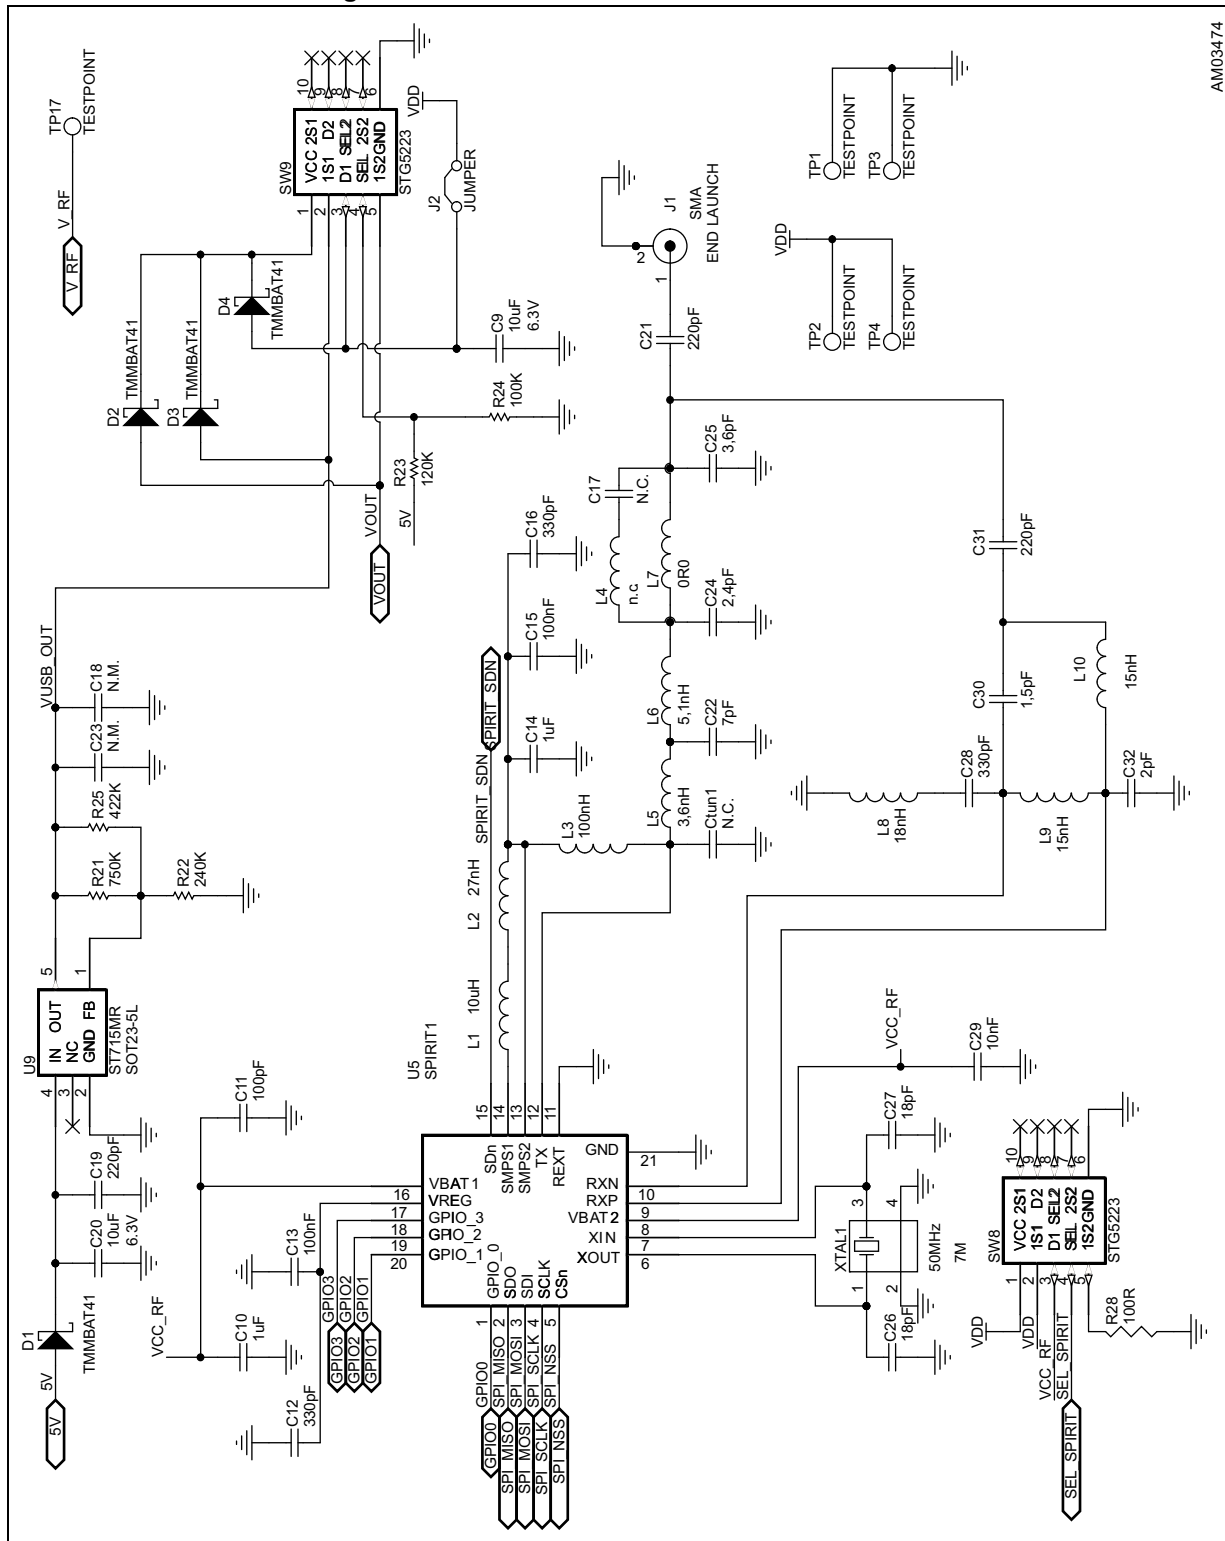 AM03474
TP17
TESTPOINT
V_RF
V_RF
SW9
VCC 2S1
1S1 D2
D1 SEL2
SEL 2S2
1S2GND
STG5223
1
2
3
4
5
10
9
8
7
6
VDD
J2
JUMPER
D2
TMMBAT41
D3
TMMBAT41
D4
TMMBAT41
C9
10uF
6.3V
R24
100K
R23
120K
5V
VOUT
VOUT
VUSB_OUT
C18
N.M.
C23
N.M.
R25
422K
R21
750K
R22
240K
U9
IN OUT
NC
GND FB
ST715MR
SOT23-5L
5
1
4
3
2
C19
220pF
C20
10uF
6.3V
D1
TMMBAT41
5V
5V
J1
SMA
END LAUNCH
2
1
C21
220pF
TP1
TESTPOINT
TP3
TESTPOINT
VDD
TP2
TESTPOINT
TP4
TESTPOINT
C25
3,6pF
C17
N.C.
L4
n.c.
L7
0R0
C24
2,4pF
L6
5,1nH
C22
7pF
L5
3,6nH
Ctun1
N.C.
L3
100nH
C16
330pF
C15
100nF
C14
1uF
SPIRIT_SDN
SPIRIT_SDN
L2
27nH
L1
10uH
C31
220pF
C30
1,5pF
L10
15nH
C28
330pF
L8
18nH
L9
15nH
C32
2pF
U5
SPIRIT1
15
14
13
12
11
SDn
SMPS1
SMPS2
TX
REXT
VBAT1
VREG
GPIO_3
GPIO_2
GPIO_1
16
17
18
19
20
GPIO_0
SDO
SDI
SCLK
CSn
1
2
3
4
5
GND
RXN
RXP
VBAT2
XIN
XOUT
21
10
9
8
7
6
C11
100pF
C13
100nF
VCC_RF
C10
1uF
C12
330pF
GPIO3
GPIO2
GPIO1
GPIO3
GPIO2
GPIO1
GPIO0
SPI_MISO
SPI_MOSI
SPI_SCLK
SPI_NSS
GPIO0
SPI_MISO
SPI_MOSI
SPI_SCLK
SPI_NSS
VCC_RF
C29
10nF
C27
18pF
XTAL1
50MHz
7M
3
4
1
2
C26
18pF
SW8
VCC 2S1
1S1 D2
D1 SEL2
SEL 2S2
1S2GND
STG5223
10
9
8
7
6
1
2
3
4
5
VDD
VDD
VCC_RF
SEL_SPIRIT
SEL_SPIRIT
R28
100R